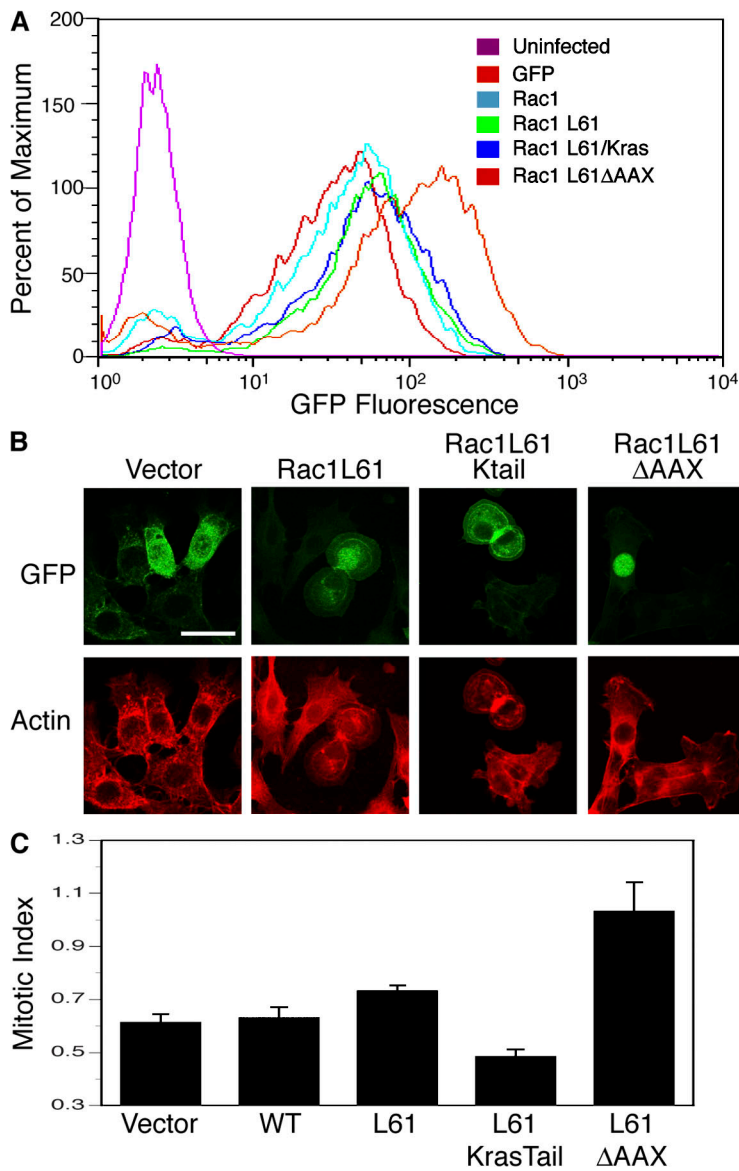 A
200
150
100
50
0
Percent of Maximum
Uninfected
GFP
Rac1
Rac1 L61
Rac1 L61/Kras
Rac1 L61ΔAAX
10⁰ 10¹ 10² 10³ 10⁴
GFP Fluorescence
B
Vector Rac1L61 Rac1L61 Ktail Rac1L61 ΔAAX
GFP
Actin
C
1.3
1.1
0.9
0.7
0.5
0.3
Mitotic Index
Vector WT L61 L61 L61
KrasTail ΔAAX